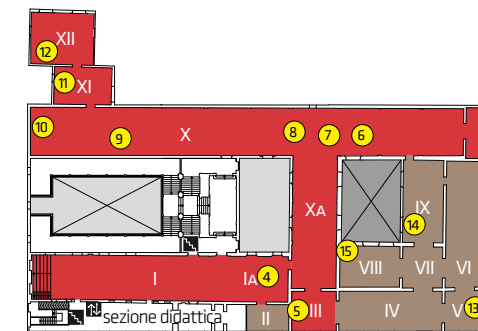 XII
12
11
XI
10
9
X
8
7
6
XA
IX
14
15
I
IA
4
VIII
VII
VI
13
5
III
II
IV
V
sezione didattica